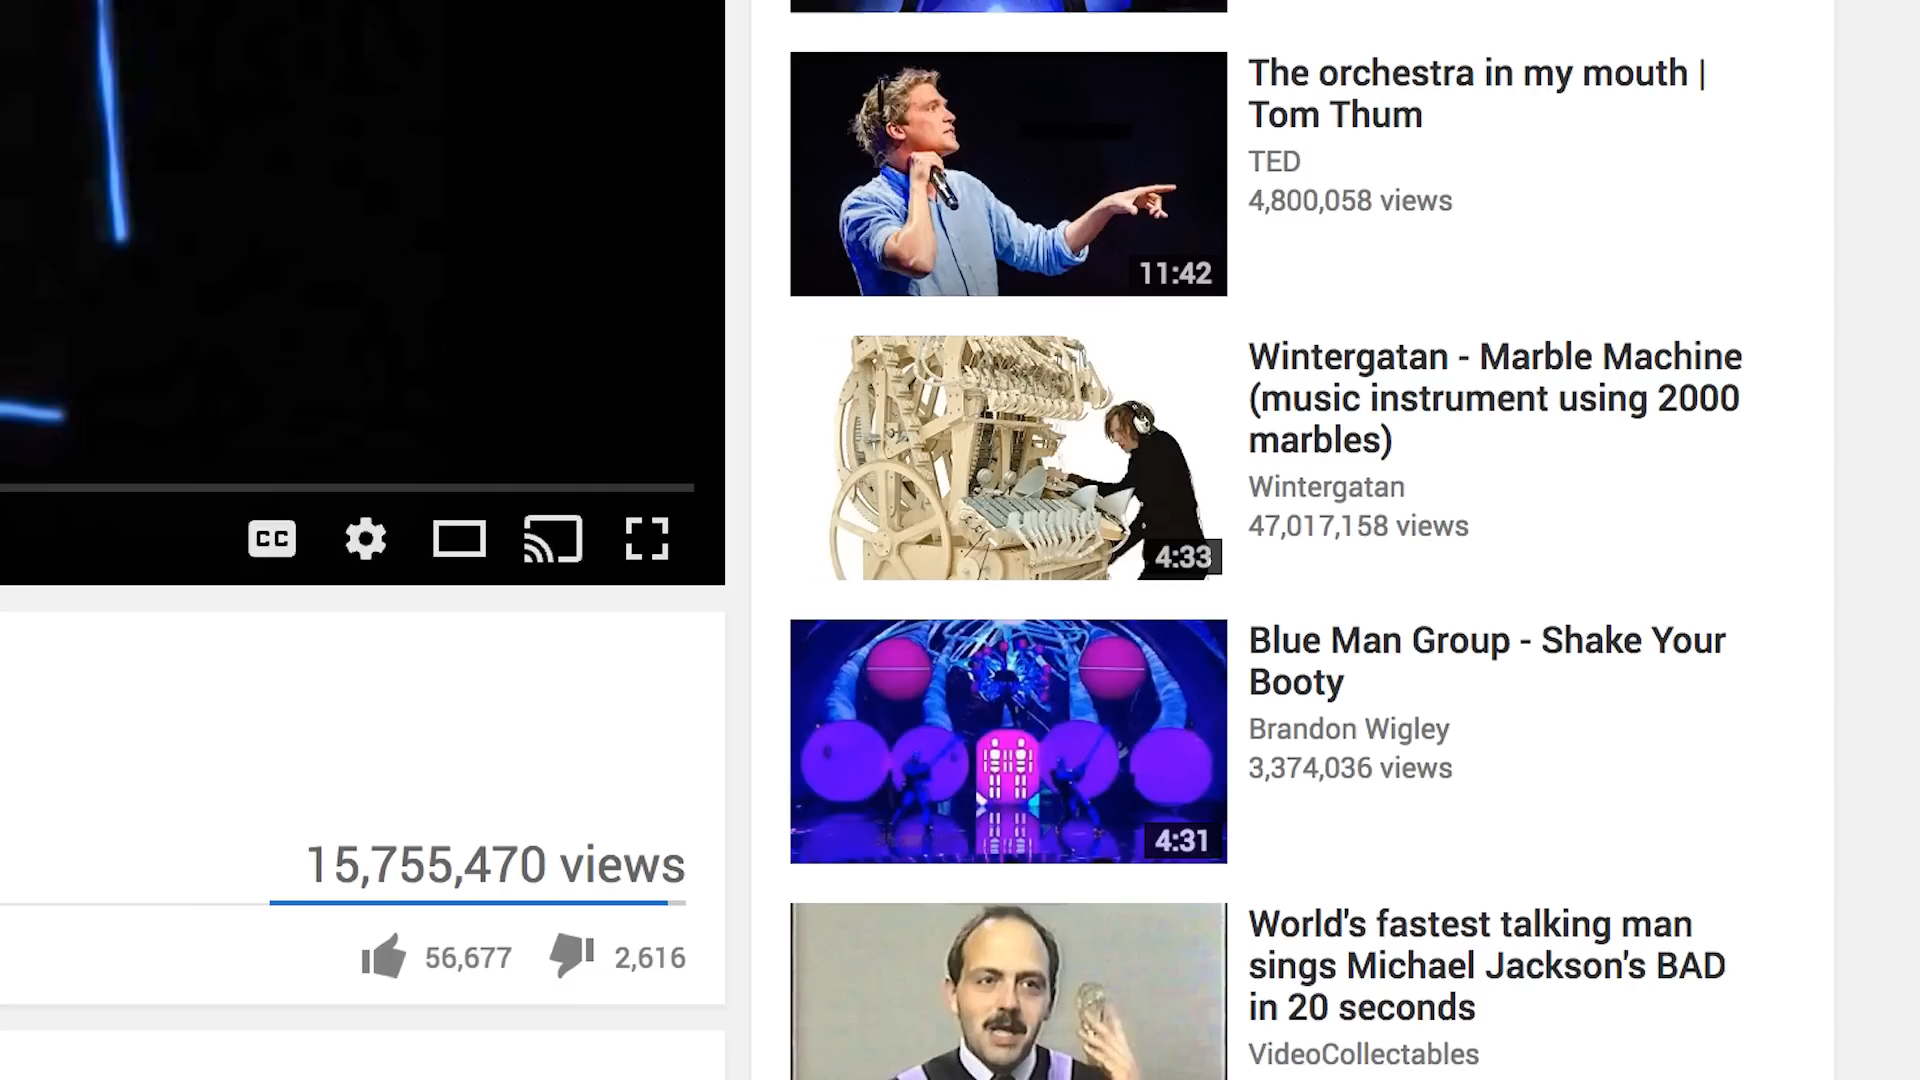 CC
15,755,470 views
56,677 2,616
11:42
The orchestra in my mouth |
Tom Thum
TED
4,800,058 views
4:33
Wintergatan - Marble Machine
(music instrument using 2000
marbles)
Wintergatan
47,017,158 views
4:31
Blue Man Group - Shake Your
Booty
Brandon Wigley
3,374,036 views
World's fastest talking man
sings Michael Jackson's BAD
in 20 seconds
VideoCollectables